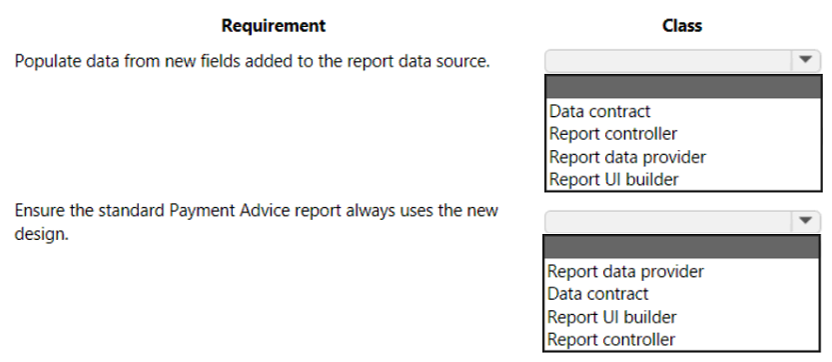 Requirement Class
Populate data from new fields added to the report data source.
Data contract
Report controller
Report data provider
Report UI builder
Ensure the standard Payment Advice report always uses the new
design.
Report data provider
Data contract
Report UI builder
Report controller